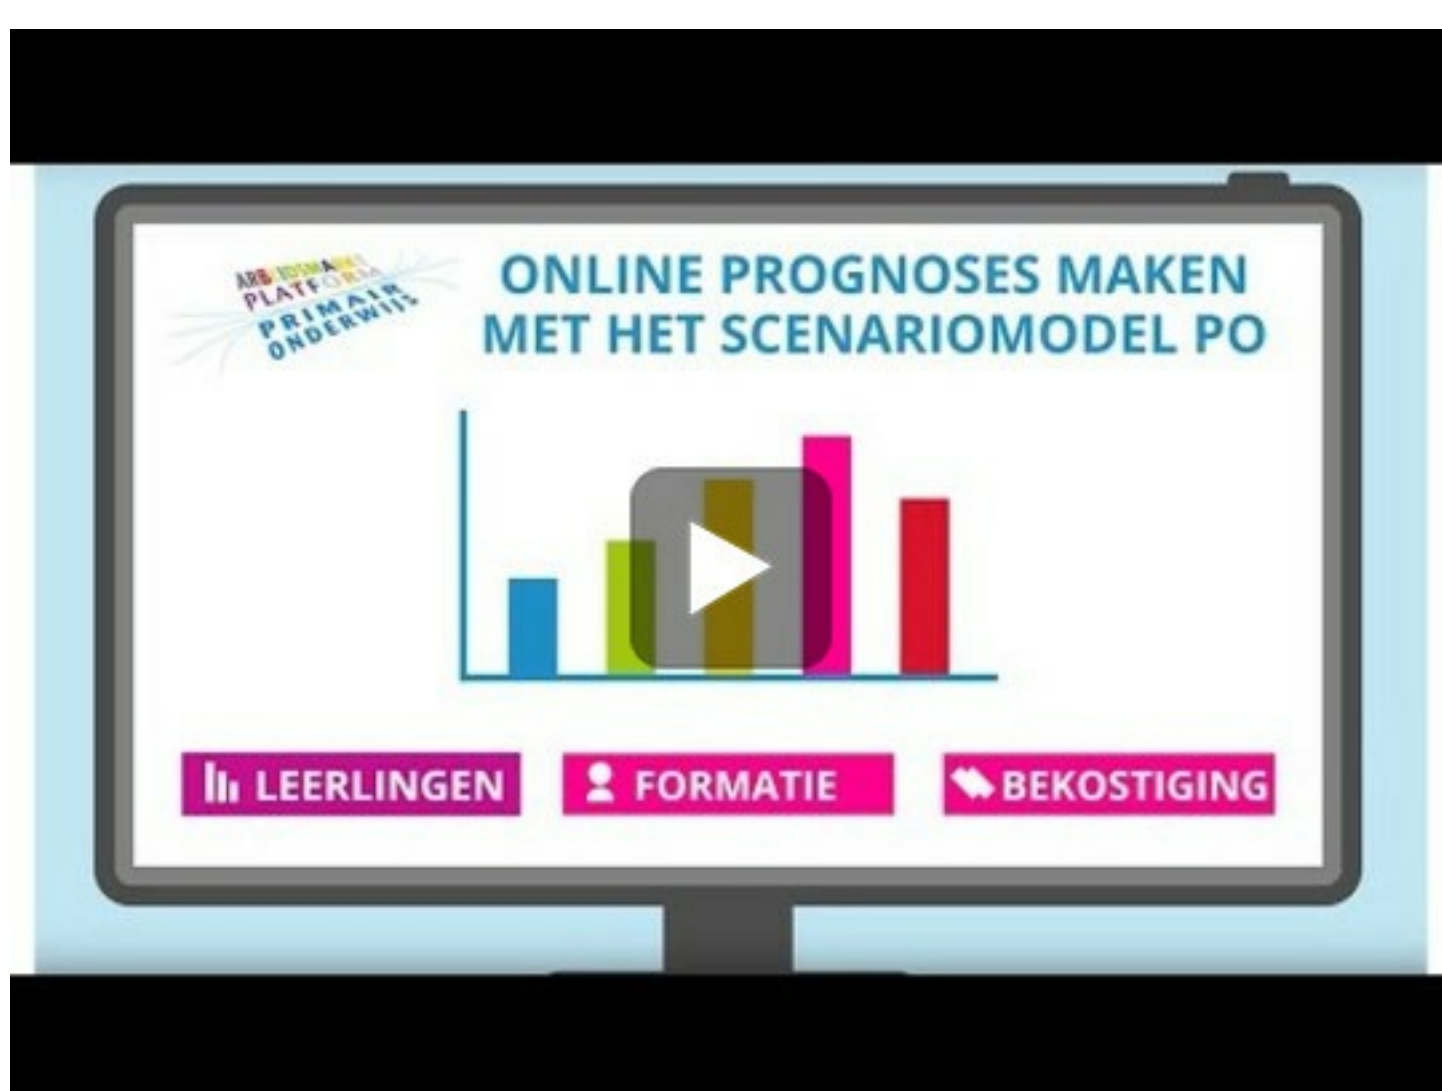 ARBEIDSMARKT
PLATFORM
PRIMAIR
ONDERWIJS
ONLINE PROGNOSES MAKEN
MET HET SCENARIOMODEL PO
LEERLINGEN
FORMATIE
BEKOSTIGING